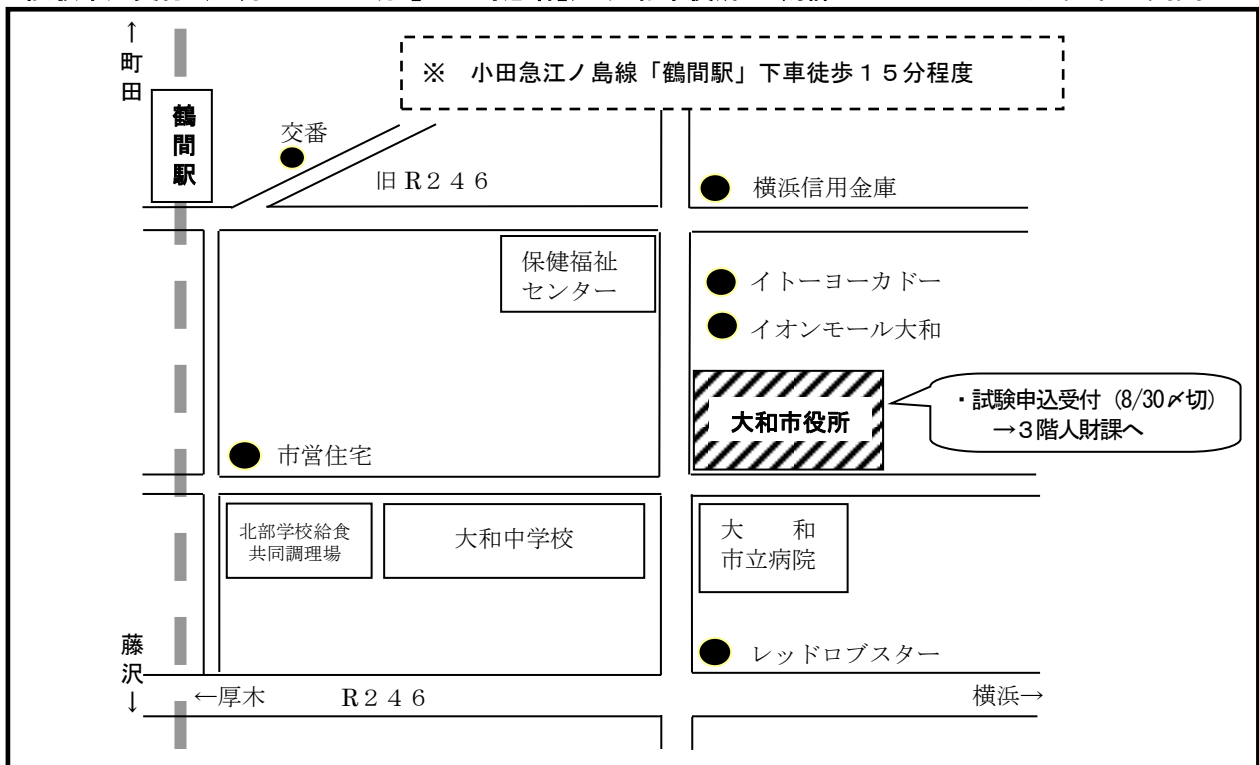 ↑町田
※ 小田急江ノ島線「鶴間駅」下車徒歩１５分程度
鶴間駅
交番
旧R２４６
横浜信用金庫
保健福祉
センター
イトーヨーカドー
イオンモール大和
大和市役所
・試験申込受付（8/30〆切）
→３階人財課へ
市営住宅
北部学校給食
共同調理場
大和中学校
大　和
市立病院
藤沢↓
レッドロブスター
←厚木
R２４６
横浜→